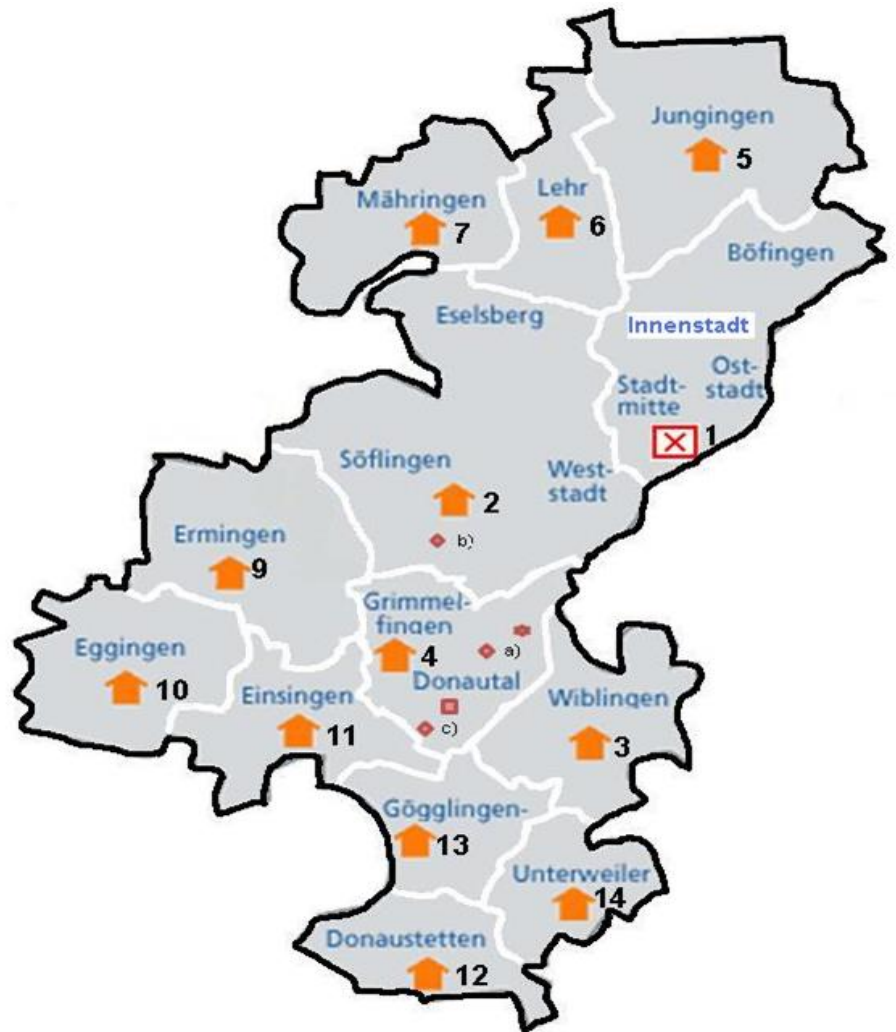 Jungingen
5
Lehr
6
Mähringen
7
Böfingen
Eselsberg
Innenstadt
Ost-
stadt
Stadt-
mitte
1
Söflingen
West-
stadt
2
b)
Ermingen
9
Grimmel-
fingen
4
a)
Donautal
c)
Eggingen
10
Einsingen
11
Wiblingen
3
Gögglingen-
13
Unterweiler
14
Donaustetten
12